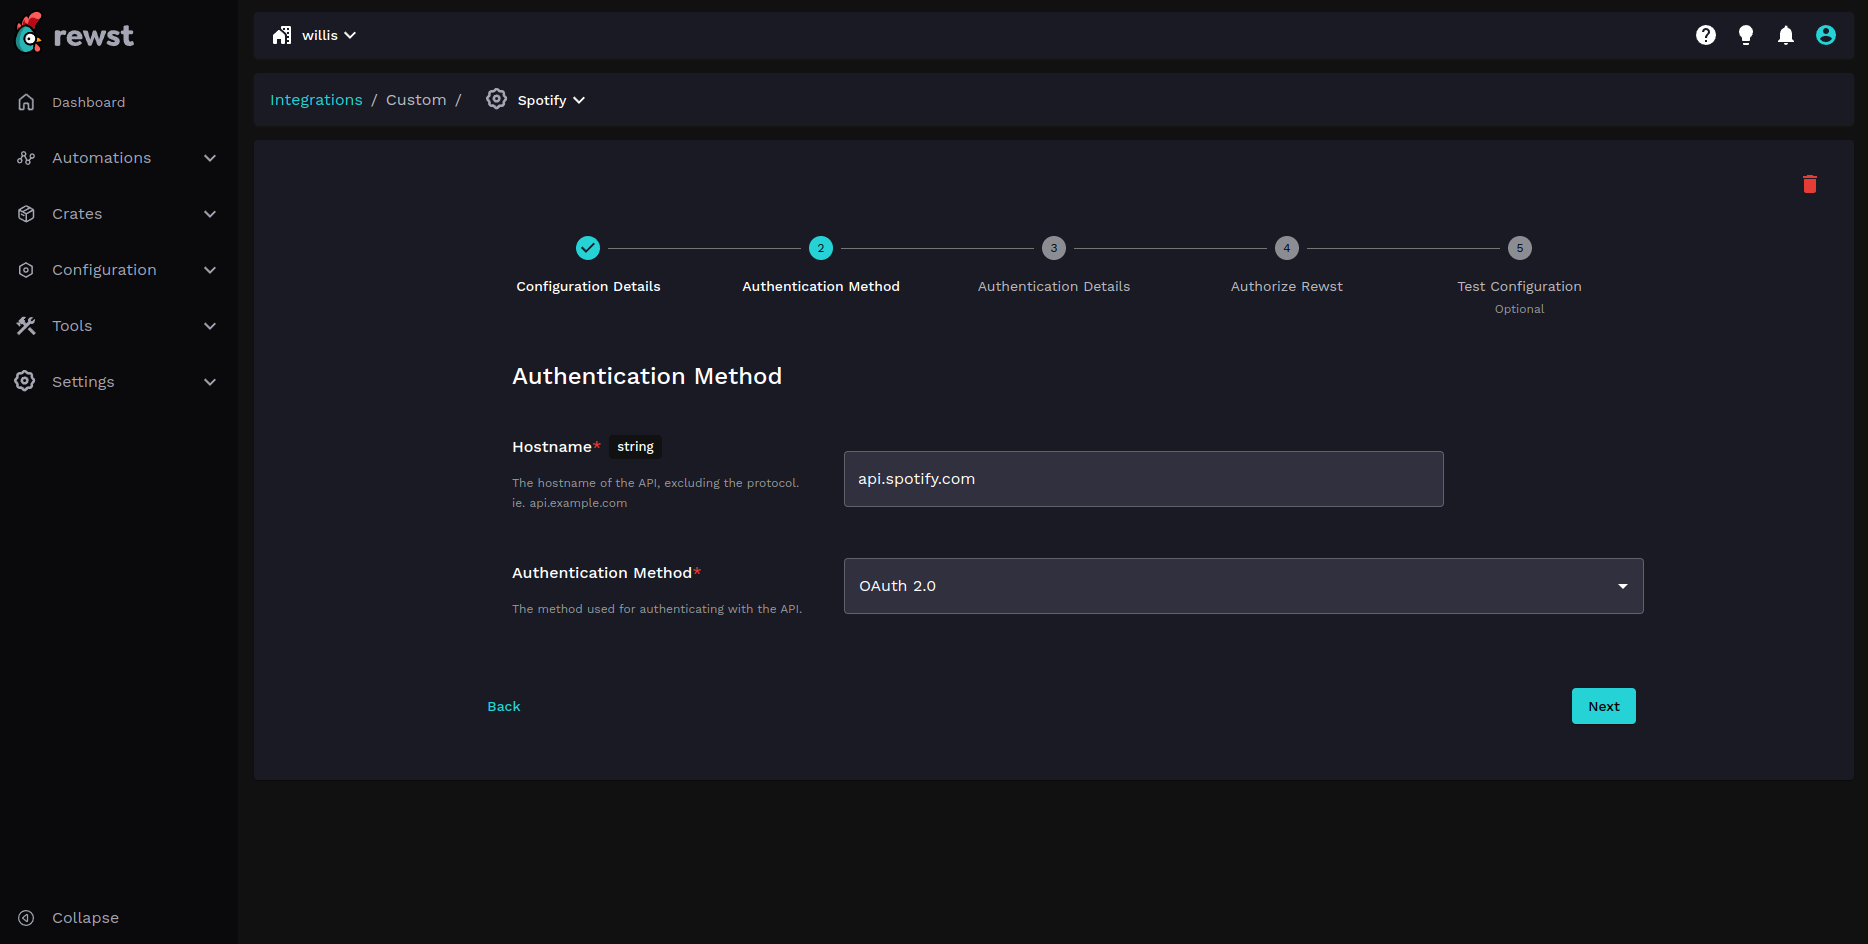 rewst
willis
Integrations / Custom / Spotify
Dashboard
Automations
Crates
Configuration
Tools
Settings
2
3
4
5
Configuration Details
Authentication Method
Authentication Details
Authorize Rewst
Test Configuration
Optional
Authentication Method
Hostname* string
The hostname of the API, excluding the protocol.
ie. api.example.com
api.spotify.com
Authentication Method*
The method used for authenticating with the API.
OAuth 2.0
Back
Next
Collapse